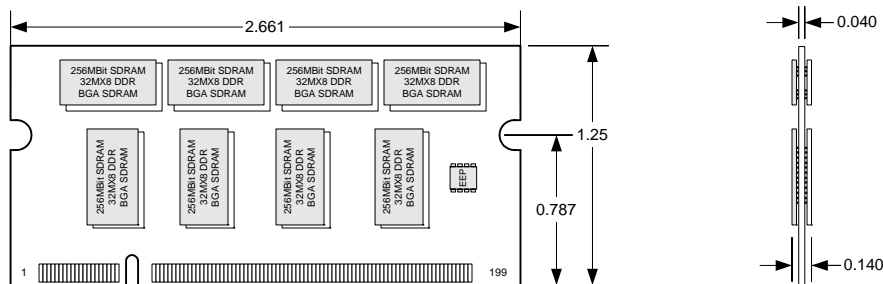 2.661
0.040
256MBit SDRAM
32MX8 DDR
BGA SDRAM
256MBit SDRAM
32MX8 DDR
BGA SDRAM
256MBit SDRAM
32MX8 DDR
BGA SDRAM
256MBit SDRAM
32MX8 DDR
BGA SDRAM
1.25
256MBit SDRAM
32MX8 DDR
BGA SDRAM
256MBit SDRAM
32MX8 DDR
BGA SDRAM
256MBit SDRAM
32MX8 DDR
BGA SDRAM
256MBit SDRAM
32MX8 DDR
BGA SDRAM
EEP
0.787
1
199
0.140